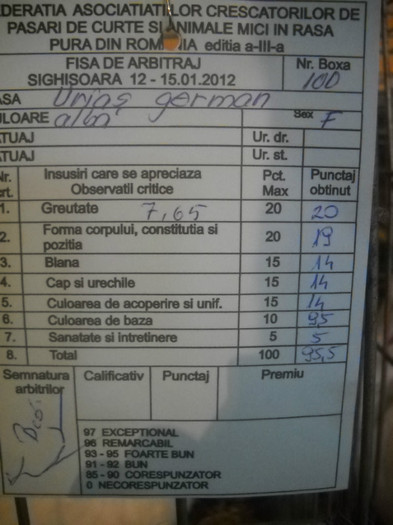 DERATIA ASOCIATIATILOR CRESCATORILOR DE
PASARI DE CURTE SI ANIMALE MICI IN RASA
PURA DIN ROMANIA editia a-III-a
FISA DE ARBITRAJ
SIGHISOARA 12 - 15.01.2012
Nr. Boxa
100
ASA Uriaș german
LOARE alb Sex F
TUAJ Ur. dr.
TUAJ Ur. st.
Nr. crt. Insusiri care se apreciaza Observatii critice Pct. Max Punctaj obtinut
1. Greutate 7,65 20 20
2. Forma corpului, constitutia si pozitia 20 19
3. Blana 15 14
4. Cap si urechile 15 14
5. Culoarea de acoperire si unif. 15 14
6. Culoarea de baza 10 9,5
7. Sanatate si intretinere 5 5
8. Total 100 95,5
Semnatura arbitrilor Calificativ Punctaj Premiu
97 EXCEPTIONAL
96 REMARCABIL
93 - 95 FOARTE BUN
91 - 92 BUN
85 - 90 CORESPUNZATOR
0 NECORESPUNZATOR